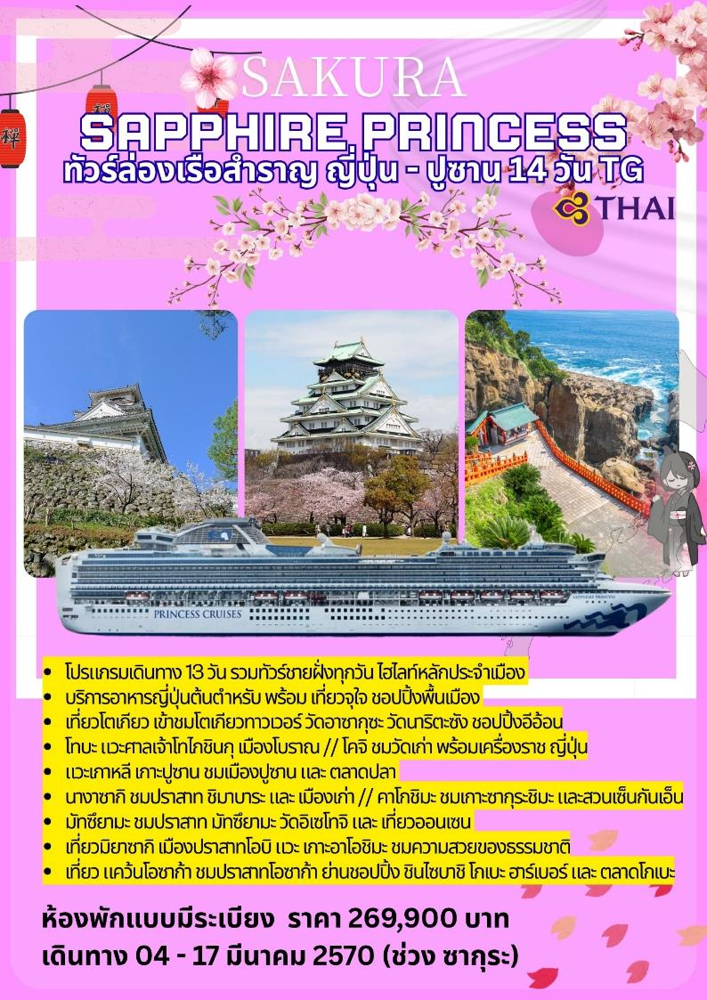 SAKURA
SAPPHIRE PRINCESS
ทัวร์ล่องเรือสำราญ ญี่ปุ่น - ปูซาน 14 วัน TG
THAI
禅
禅
PRINCESS CRUISES
SAPPHIRE PRINCESS
• โปรแกรมเดินทาง 13 วัน รวมทัวร์ชายฝั่งทุกวัน ไฮไลท์หลักประจำเมือง
• บริการอาหารญี่ปุ่นต้นตำหรับ พร้อม เที่ยวจุใจ ชอปปิ้งพื้นเมือง
• เที่ยวโตเกียว เข้าชมโตเกียวทาวเวอร์ วัดอาซากุซะ วัดนาริตะซัง ชอปปิ้งอีอ้อน
• โทบะ แวะศาลเจ้าโทไกชินกุ เมืองโบราณ // โคจิ ชมวัดเก่า พร้อมเครื่องราช ญี่ปุ่น
• แวะเกาหลี เกาะปูซาน ชมเมืองปูซาน และ ตลาดปลา
• นางาซากิ ชมปราสาท ชิมาบาระ และ เมืองเก่า // คาโกชิมะ ชมเกาะซากุระชิมะ และสวนเซ็นกันเอ็น
• มัทซึยามะ ชมปราสาท มัทซึยามะ วัดอิเซโทจิ และ เที่ยวออนเซน
• เที่ยวมิยาซากิ เมืองปราสาทโอบิ แวะ เกาะอาโอชิมะ ชมความสวยของธรรมชาติ
• เที่ยว แคว้นโอซาก้า ชมปราสาทโอซาก้า ย่านชอปปิ้ง ชินไซบาชิ โกเบะ ฮาร์เบอร์ และ ตลาดโกเบะ
ห้องพักแบบมีระเบียง ราคา 269,900 บาท
เดินทาง 04 - 17 มีนาคม 2570 (ช่วง ซากุระ)